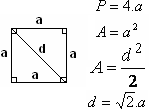 a
a
d
a
a
P = 4.a
A = a²
A = d²/2
d = √2.a